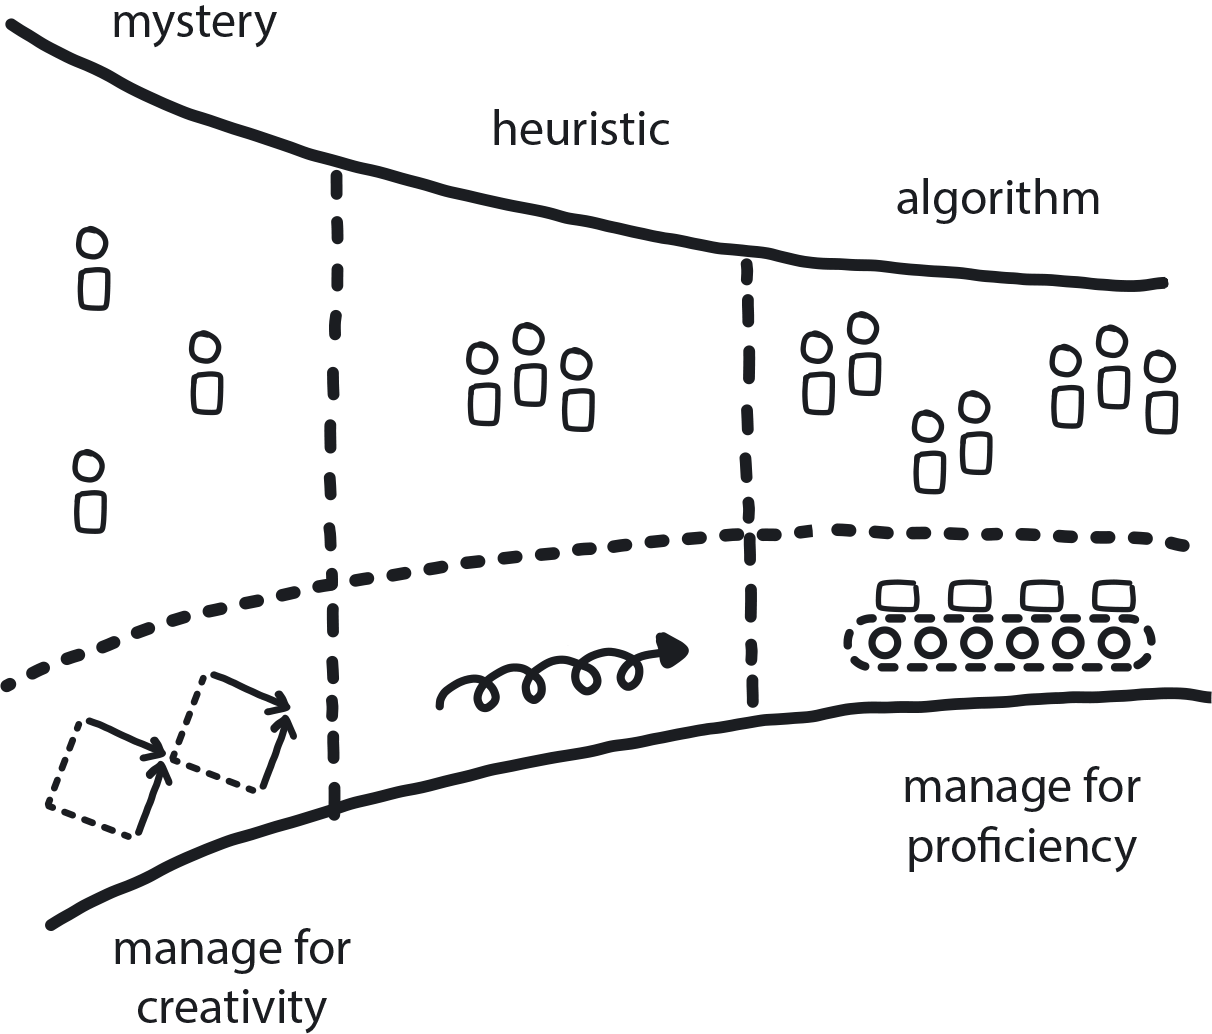 mystery
heuristic
algorithm
manage for
proficiency
manage for
creativity